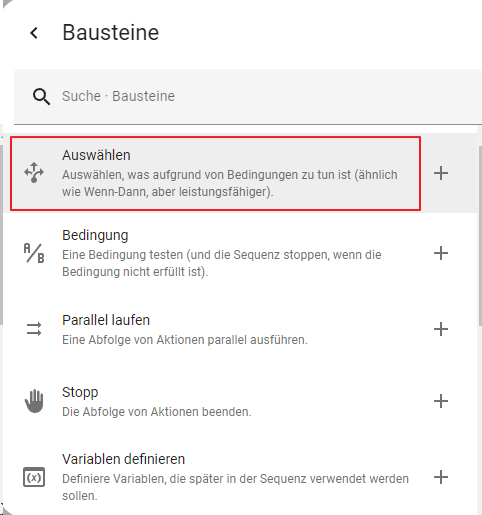 Bausteine
Suche · Bausteine
Auswählen
Auswählen, was aufgrund von Bedingungen zu tun ist (ähnlich
wie Wenn-Dann, aber leistungsfähiger).
A/B
Bedingung
Eine Bedingung testen (und die Sequenz stoppen, wenn die
Bedingung nicht erfüllt ist).
Parallel laufen
Eine Abfolge von Aktionen parallel ausführen.
Stopp
Die Abfolge von Aktionen beenden.
(x)
Variablen definieren
Definiere Variablen, die später in der Sequenz verwendet werden
sollen.